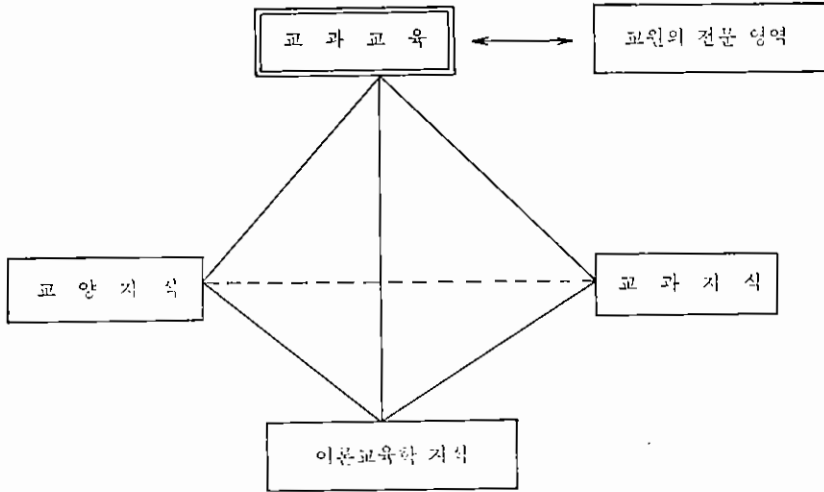 교 과 교 육
교원의 전문 영역
교 양 지 식
교 과 지 식
이론교육학 지식